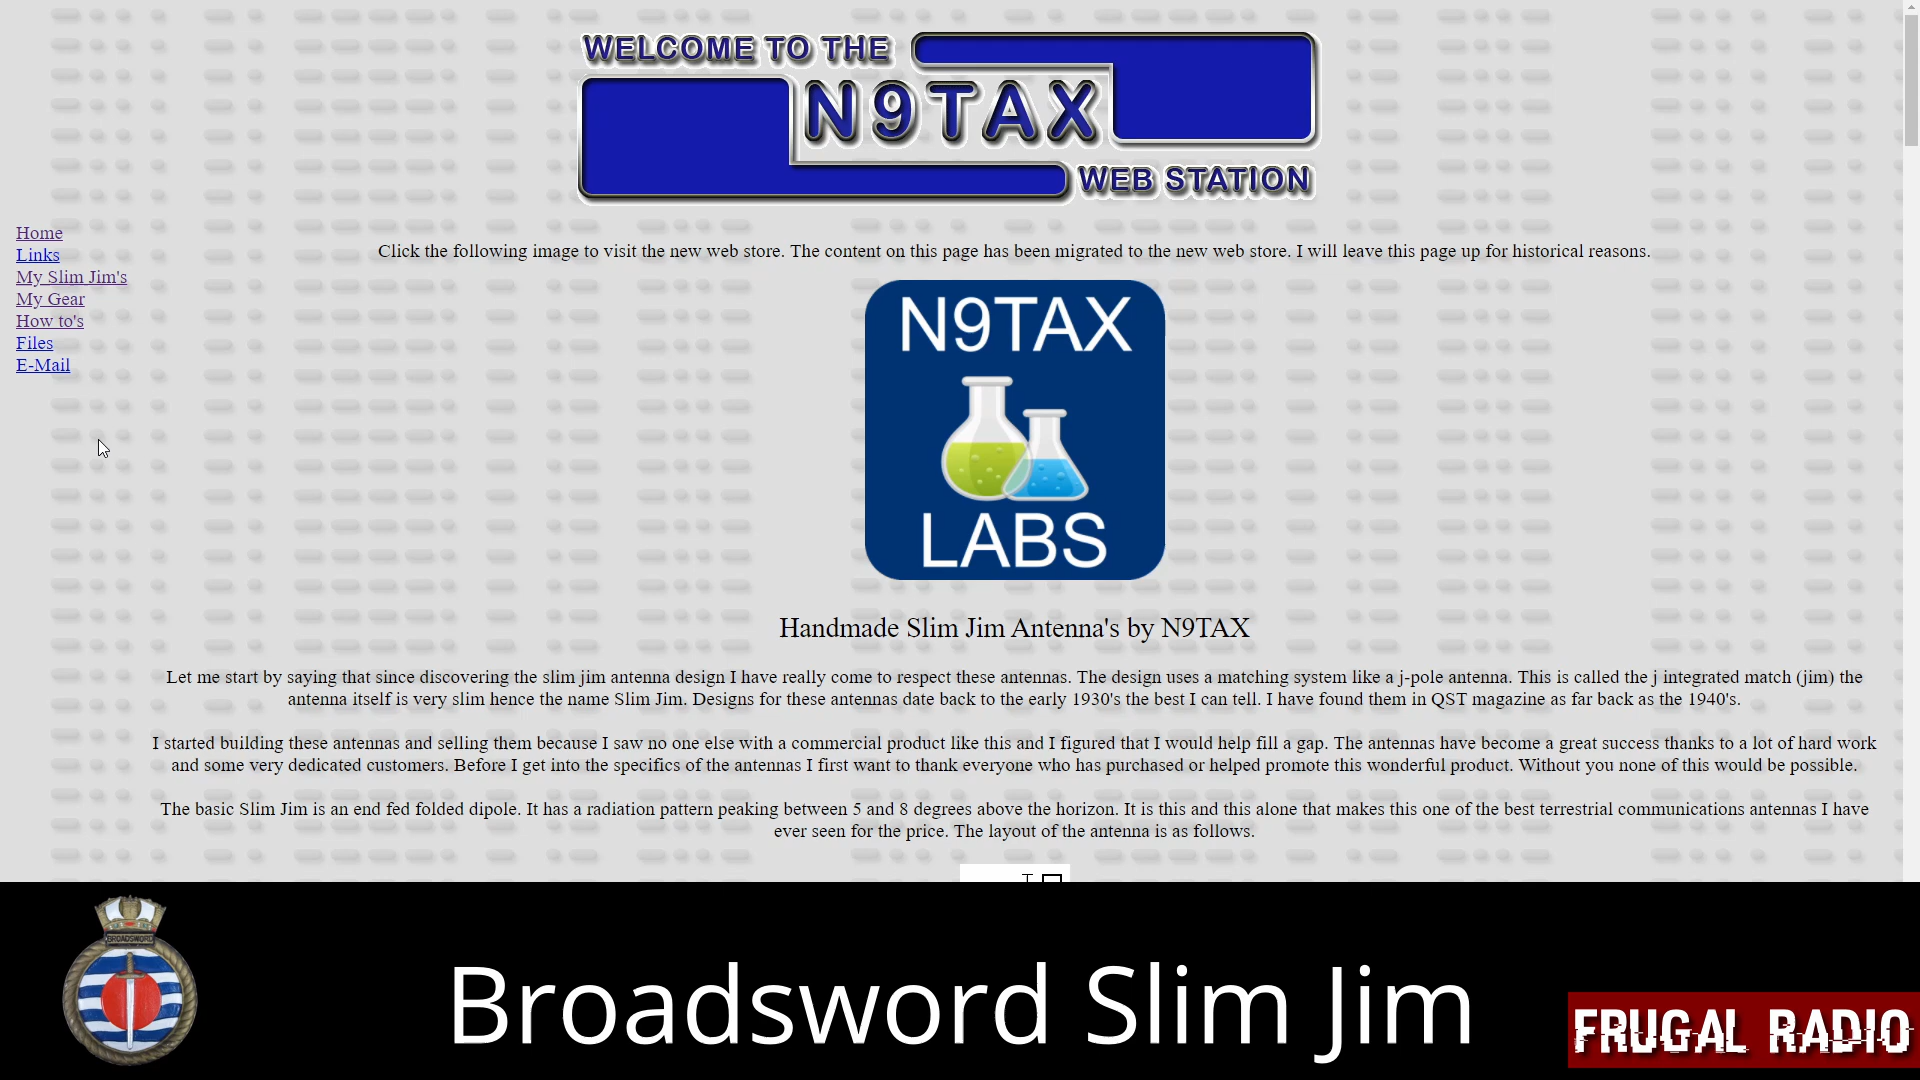 WELCOME TO THE
N9TAX
WEB STATION
Home
Links
My Slim Jim's
My Gear
How to's
Files
E-Mail
Click the following image to visit the new web store. The content on this page has been migrated to the new web store. I will leave this page up for historical reasons.
N9TAX
LABS
Handmade Slim Jim Antenna's by N9TAX
Let me start by saying that since discovering the slim jim antenna design I have really come to respect these antennas. The design uses a matching system like a j-pole antenna. This is called the j integrated match (jim) the
antenna itself is very slim hence the name Slim Jim. Designs for these antennas date back to the early 1930's the best I can tell. I have found them in QST magazine as far back as the 1940's.
I started building these antennas and selling them because I saw no one else with a commercial product like this and I figured that I would help fill a gap. The antennas have become a great success thanks to a lot of hard work
and some very dedicated customers. Before I get into the specifics of the antennas I first want to thank everyone who has purchased or helped promote this wonderful product. Without you none of this would be possible.
The basic Slim Jim is an end fed folded dipole. It has a radiation pattern peaking between 5 and 8 degrees above the horizon. It is this and this alone that makes this one of the best terrestrial communications antennas I have
ever seen for the price. The layout of the antenna is as follows.
BROADSWORD
Broadsword Slim Jim
FRUGAL RADIO